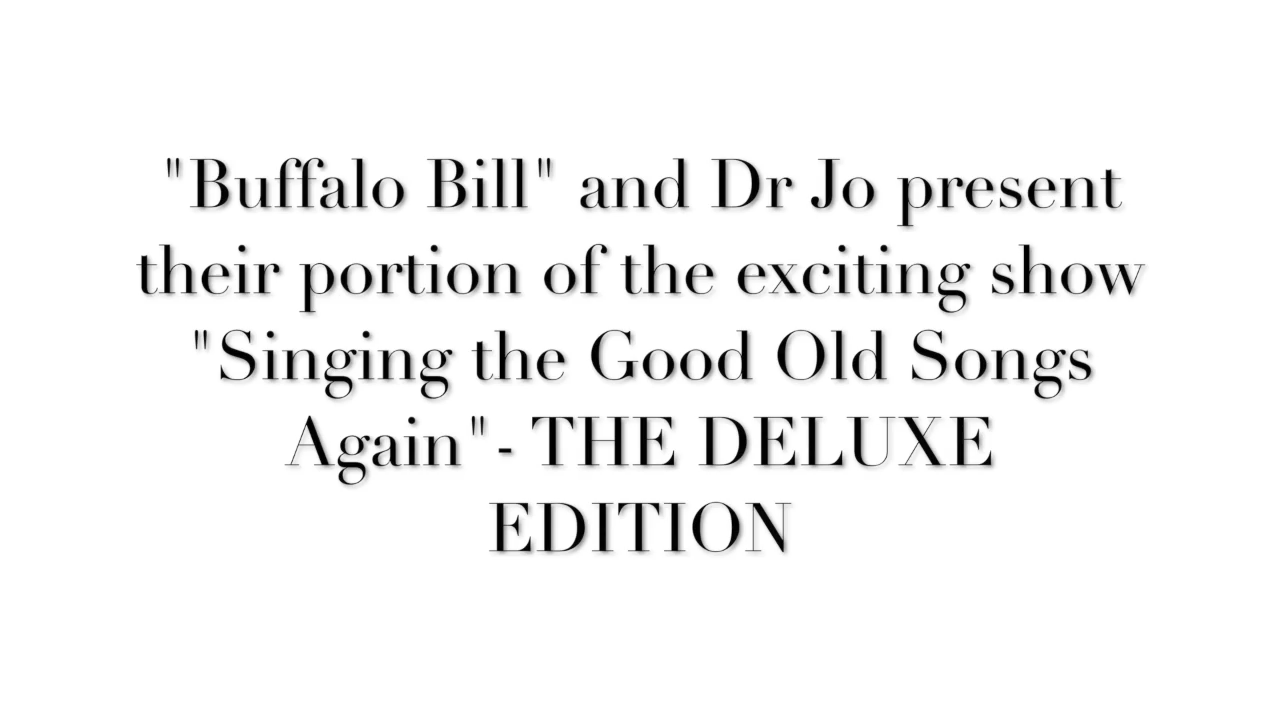 "Buffalo Bill" and Dr Jo present
their portion of the exciting show
"Singing the Good Old Songs
Again"- THE DELUXE
EDITION